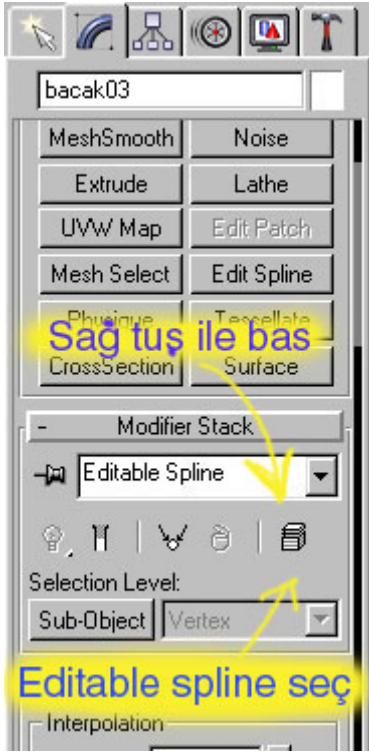 bacak03
MeshSmooth Noise
Extrude Lathe
UVW Map Edit Patch
Mesh Select Edit Spline
Physique Tessellate
Sağ tuş ile bas
CrossSection Surface
- Modifier Stack
Editable Spline
Selection Level:
Sub-Object Vertex
Editable spline seç
Interpolation